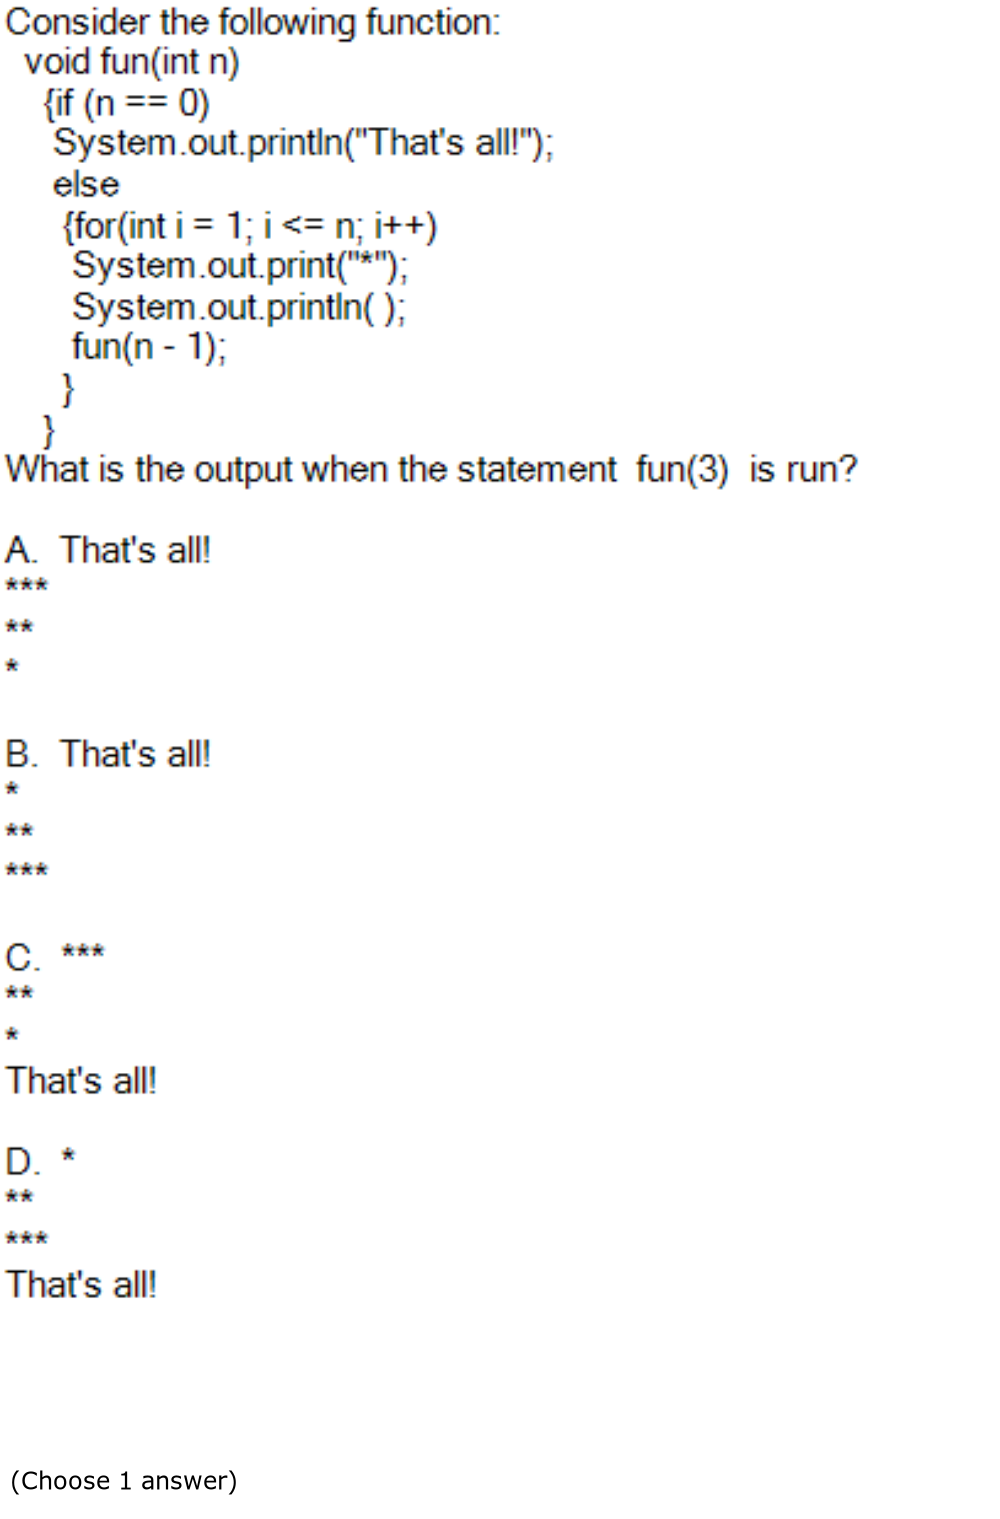 Consider the following function:
void fun(int n)
{if (n == 0)
System.out.println("That's all!");
else
{for(int i = 1; i <= n; i++)
System.out.print("*");
System.out.println( );
fun(n - 1);
}
}
What is the output when the statement fun(3) is run?
A. That's all!
***
**
*
B. That's all!
*
**
***
C. ***
**
*
That's all!
D. *
**
***
That's all!
(Choose 1 answer)